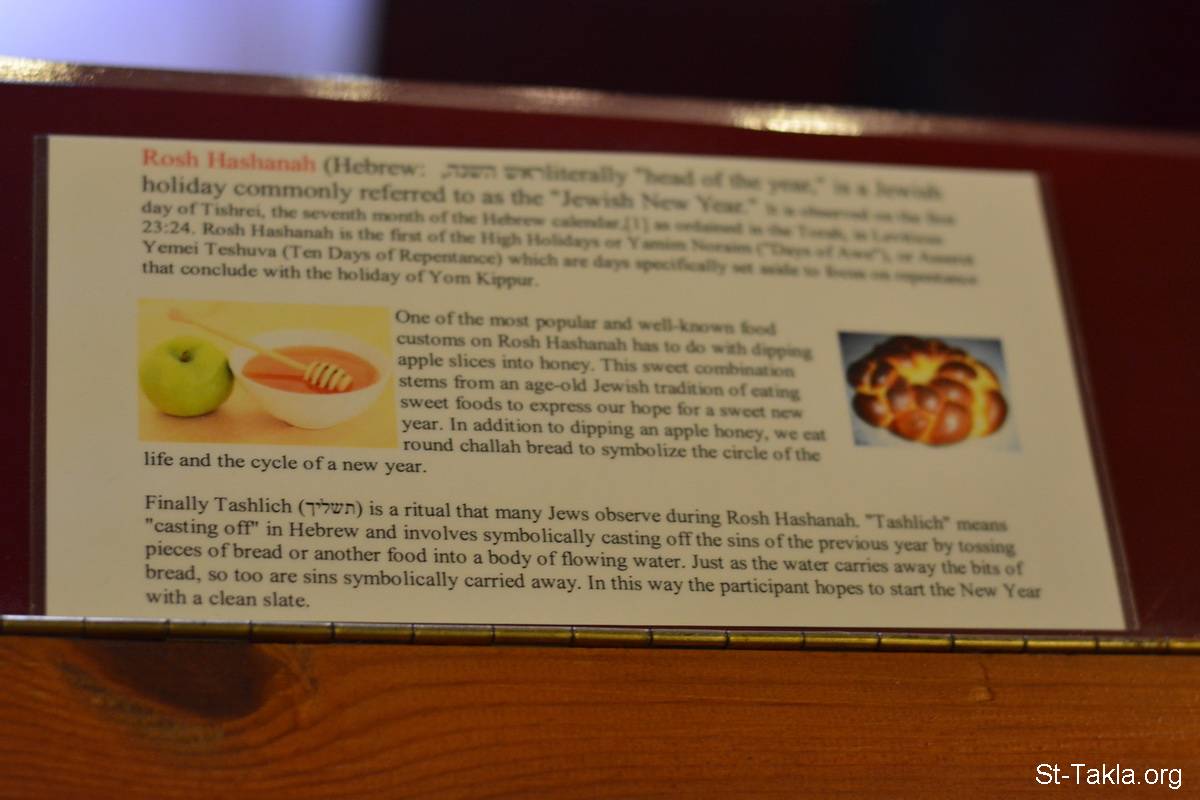 Rosh Hashanah (Hebrew: ראש השנה, literally "head of the year," is a Jewish
holiday commonly referred to as the "Jewish New Year." It is observed on the first
day of Tishrei, the seventh month of the Hebrew calendar,[1] as ordained in the Torah, in Leviticus
23:24. Rosh Hashanah is the first of the High Holidays or Yamim Noraim ("Days of Awe"), or Asseret
Yemei Teshuva (Ten Days of Repentance) which are days specifically set aside to focus on repentance
that conclude with the holiday of Yom Kippur.
One of the most popular and well-known food
customs on Rosh Hashanah has to do with dipping
apple slices into honey. This sweet combination
stems from an age-old Jewish tradition of eating
sweet foods to express our hope for a sweet new
year. In addition to dipping an apple honey, we eat
round challah bread to symbolize the circle of the
life and the cycle of a new year.
Finally Tashlich (תשליך) is a ritual that many Jews observe during Rosh Hashanah. "Tashlich" means
"casting off" in Hebrew and involves symbolically casting off the sins of the previous year by tossing
pieces of bread or another food into a body of flowing water. Just as the water carries away the bits of
bread, so too are sins symbolically carried away. In this way the participant hopes to start the New Year
with a clean slate.
St-Takla.org